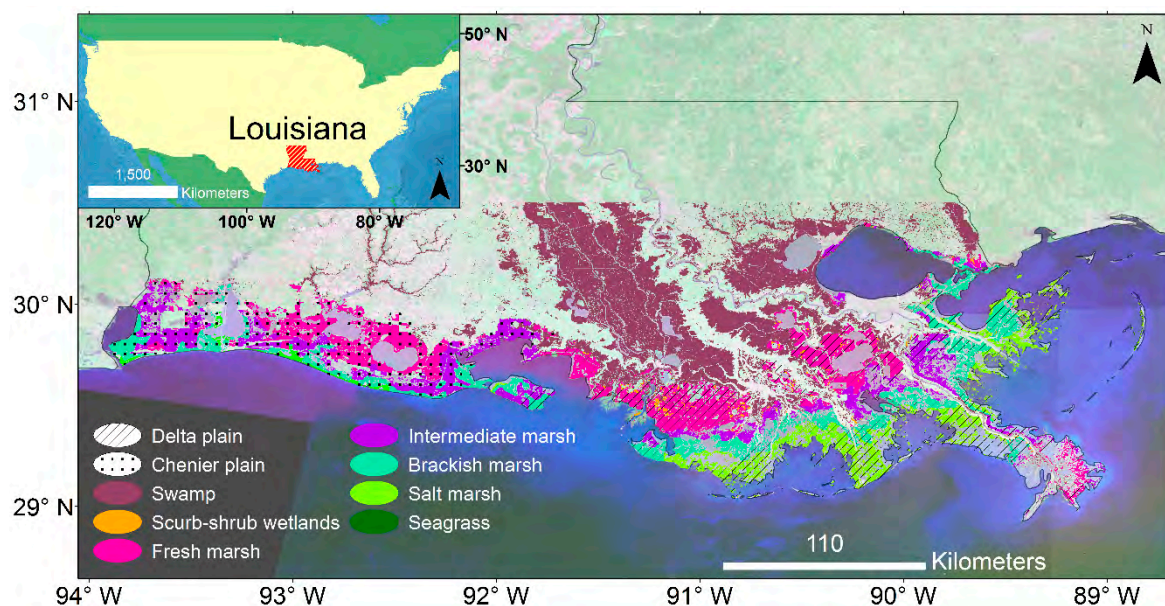 N
50° N
31° N
Louisiana
30° N
N
1,500
Kilometers
120° W 100° W 80° W
30° N
Delta plain
Intermediate marsh
Chenier plain
Brackish marsh
Swamp
Salt marsh
Scurb-shrub wetlands
Seagrass
Fresh marsh
29° N
110
Kilometers
94° W 93° W 92° W 91° W 90° W 89° W